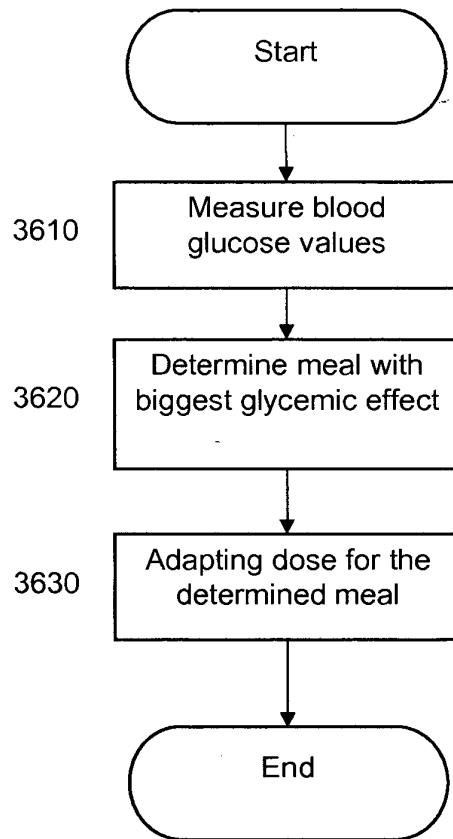 Start
3610
Measure blood
glucose values
3620
Determine meal with
biggest glycemic effect
3630
Adapting dose for the
determined meal
End